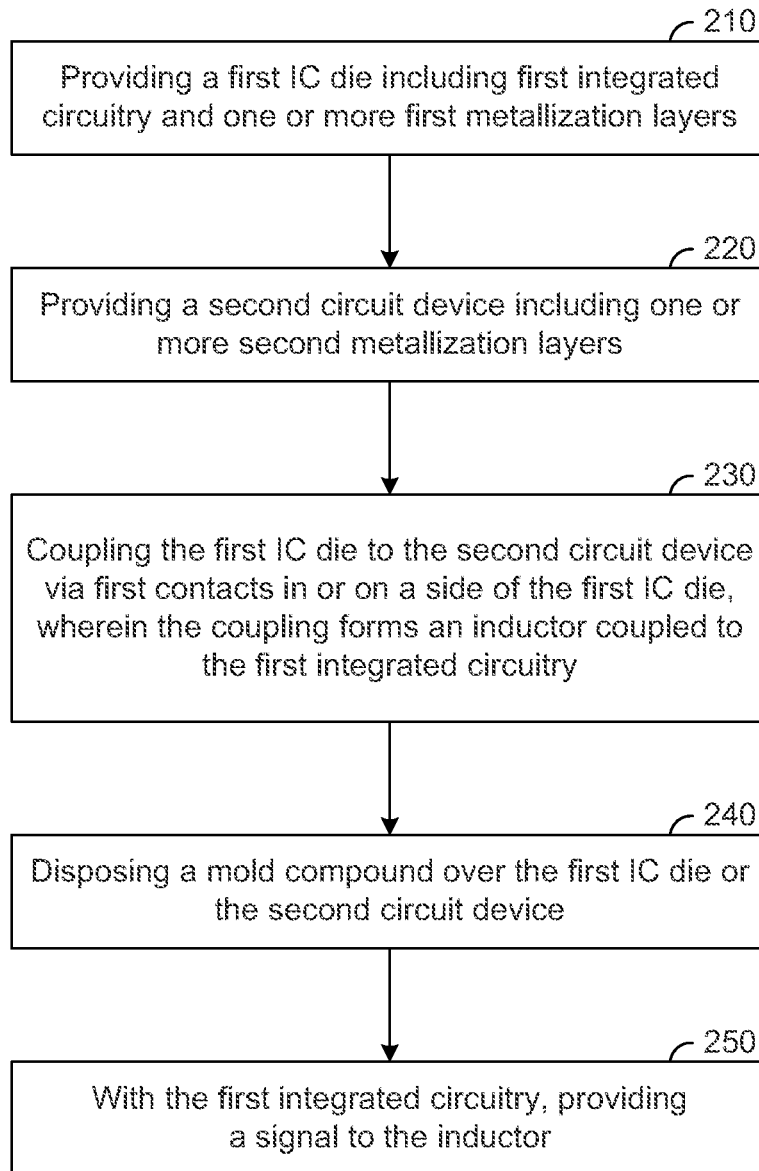 210
Providing a first IC die including first integrated
circuitry and one or more first metallization layers
220
Providing a second circuit device including one or
more second metallization layers
230
Coupling the first IC die to the second circuit device
via first contacts in or on a side of the first IC die,
wherein the coupling forms an inductor coupled to
the first integrated circuitry
240
Disposing a mold compound over the first IC die or
the second circuit device
250
With the first integrated circuitry, providing
a signal to the inductor